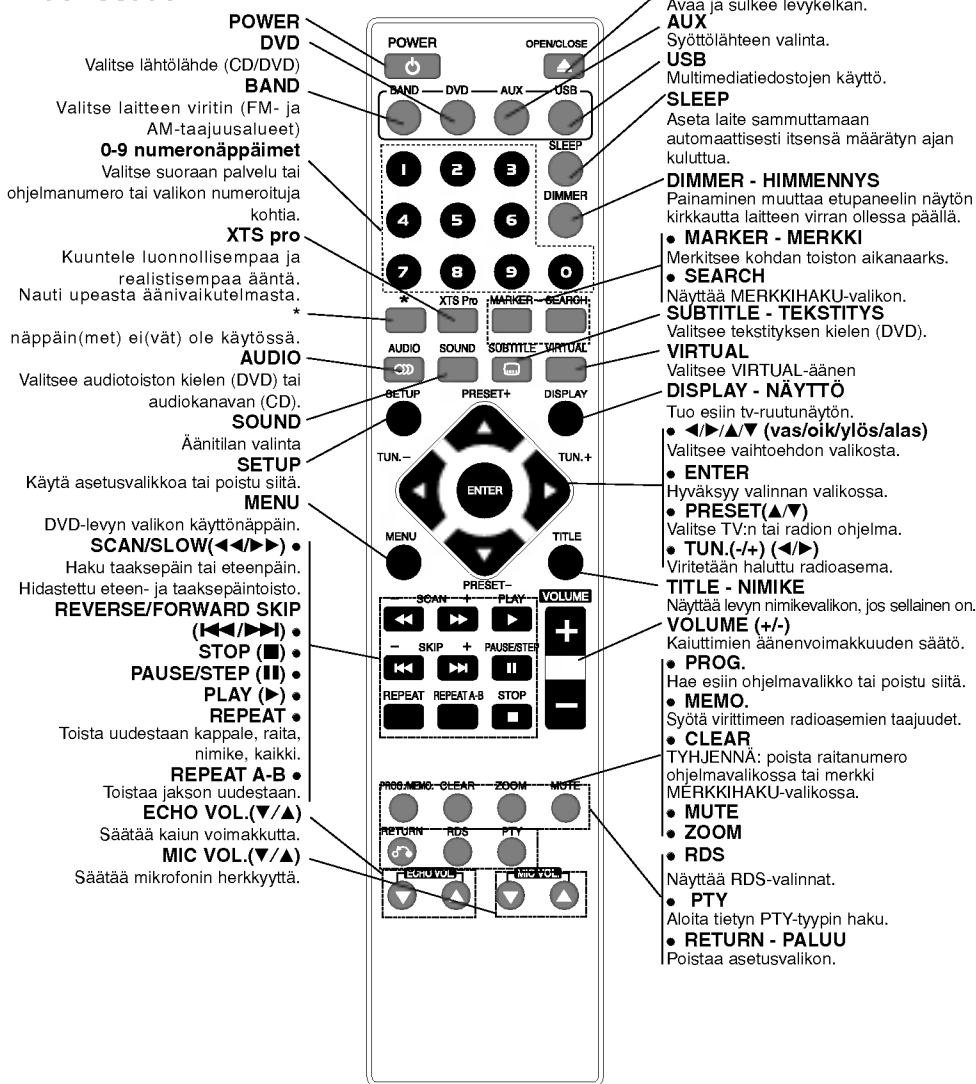 POWER
DVD
Valitse lähtölähde (CD/DVD)
BAND
Valitse laitteen viritin (FM- ja
AM-taajuusalueet)
0-9 numeronäppäimet
Valitse suoraan palvelu tai
ohjelmanumero tai valikon numeroituja
kohtia.
XTS pro
Kuuntele luonnollisempaa ja
realistisempaa ääntä.
Nauti upeasta äänivaikutelmasta.
*
näppäin(met) ei(vät) ole käytössä.
AUDIO
Valitsee audiotoiston kielen (DVD) tai
audiokanavan (CD).
SOUND
Äänitilan valinta
SETUP
Käytä asetusvalikkoa tai poistu siitä.
MENU
DVD-levyn valikon käyttönäppäin.
SCAN/SLOW(◄◄/►►) •
Haku taaksepäin tai eteenpäin.
Hidastettu eteen- ja taaksepäintoisto.
REVERSE/FORWARD SKIP
(I◄◄/►►I) •
STOP (■) •
PAUSE/STEP (▮▮) •
PLAY (►) •
REPEAT •
Toista uudestaan kappale, raita,
nimike, kaikki.
REPEAT A-B •
Toistaa jakson uudestaan.
ECHO VOL.(▼/▲)
Säätää kaiun voimakkutta.
MIC VOL.(▼/▲)
Säätää mikrofonin herkkyyttä.
POWER
OPEN/CLOSE
BAND DVD AUX USB
1 2 3 SLEEP
DIMMER
4 5 6
7 8 9 0
* XTS Pro MARKER SEARCH
AUDIO SOUND SUBTITLE VIRTUAL
SETUP PRESET+ DISPLAY
TUN.− TUN.+
ENTER
MENU TITLE
PRESET−
− SCAN + PLAY VOLUME
+
− SKIP + PAUSE/STEP
REPEAT REPEAT A-B STOP
−
PROG./MEMO. CLEAR ZOOM MUTE
RETURN RDS PTY
ECHO VOL. MIC VOL.
Avaa ja sulkee levykelkan.
AUX
Syöttölähteen valinta.
USB
Multimediatiedostojen käyttö.
SLEEP
Aseta laite sammuttamaan
automaattisesti itsensä määrätyn ajan
kuluttua.
DIMMER - HIMMENNYS
Painaminen muuttaa etupaneelin näytön
kirkkautta laitteen virran ollessa päällä.
• MARKER - MERKKI
Merkitsee kohdan toiston aikanaarks.
• SEARCH
Näyttää MERKKIHAKU-valikon.
SUBTITLE - TEKSTITYS
Valitsee tekstityksen kielen (DVD).
VIRTUAL
Valitsee VIRTUAL-äänen
DISPLAY - NÄYTTÖ
Tuo esiin tv-ruutunäytön.
• ◄/►/▲/▼ (vas/oik/ylös/alas)
Valitsee vaihtoehdon valikosta.
• ENTER
Hyväksyy valinnan valikossa.
• PRESET(▲/▼)
Valitse TV:n tai radion ohjelma.
• TUN.(-/+) (◄/►)
Viritetään haluttu radioasema.
TITLE - NIMIKE
Näyttää levyn nimikevalikon, jos sellainen on.
VOLUME (+/-)
Kaiuttimien äänenvoimakkuuden säätö.
• PROG.
Hae esiin ohjelmavalikko tai poistu siitä.
• MEMO.
Syötä virittimeen radioasemien taajuudet.
• CLEAR
TYHJENNÄ: poista raitanumero
ohjelmavalikossa tai merkki
MERKKIHAKU-valikossa.
• MUTE
• ZOOM
• RDS
Näyttää RDS-valinnat.
• PTY
Aloita tietyn PTY-tyypin haku.
• RETURN - PALUU
Poistaa asetusvalikon.